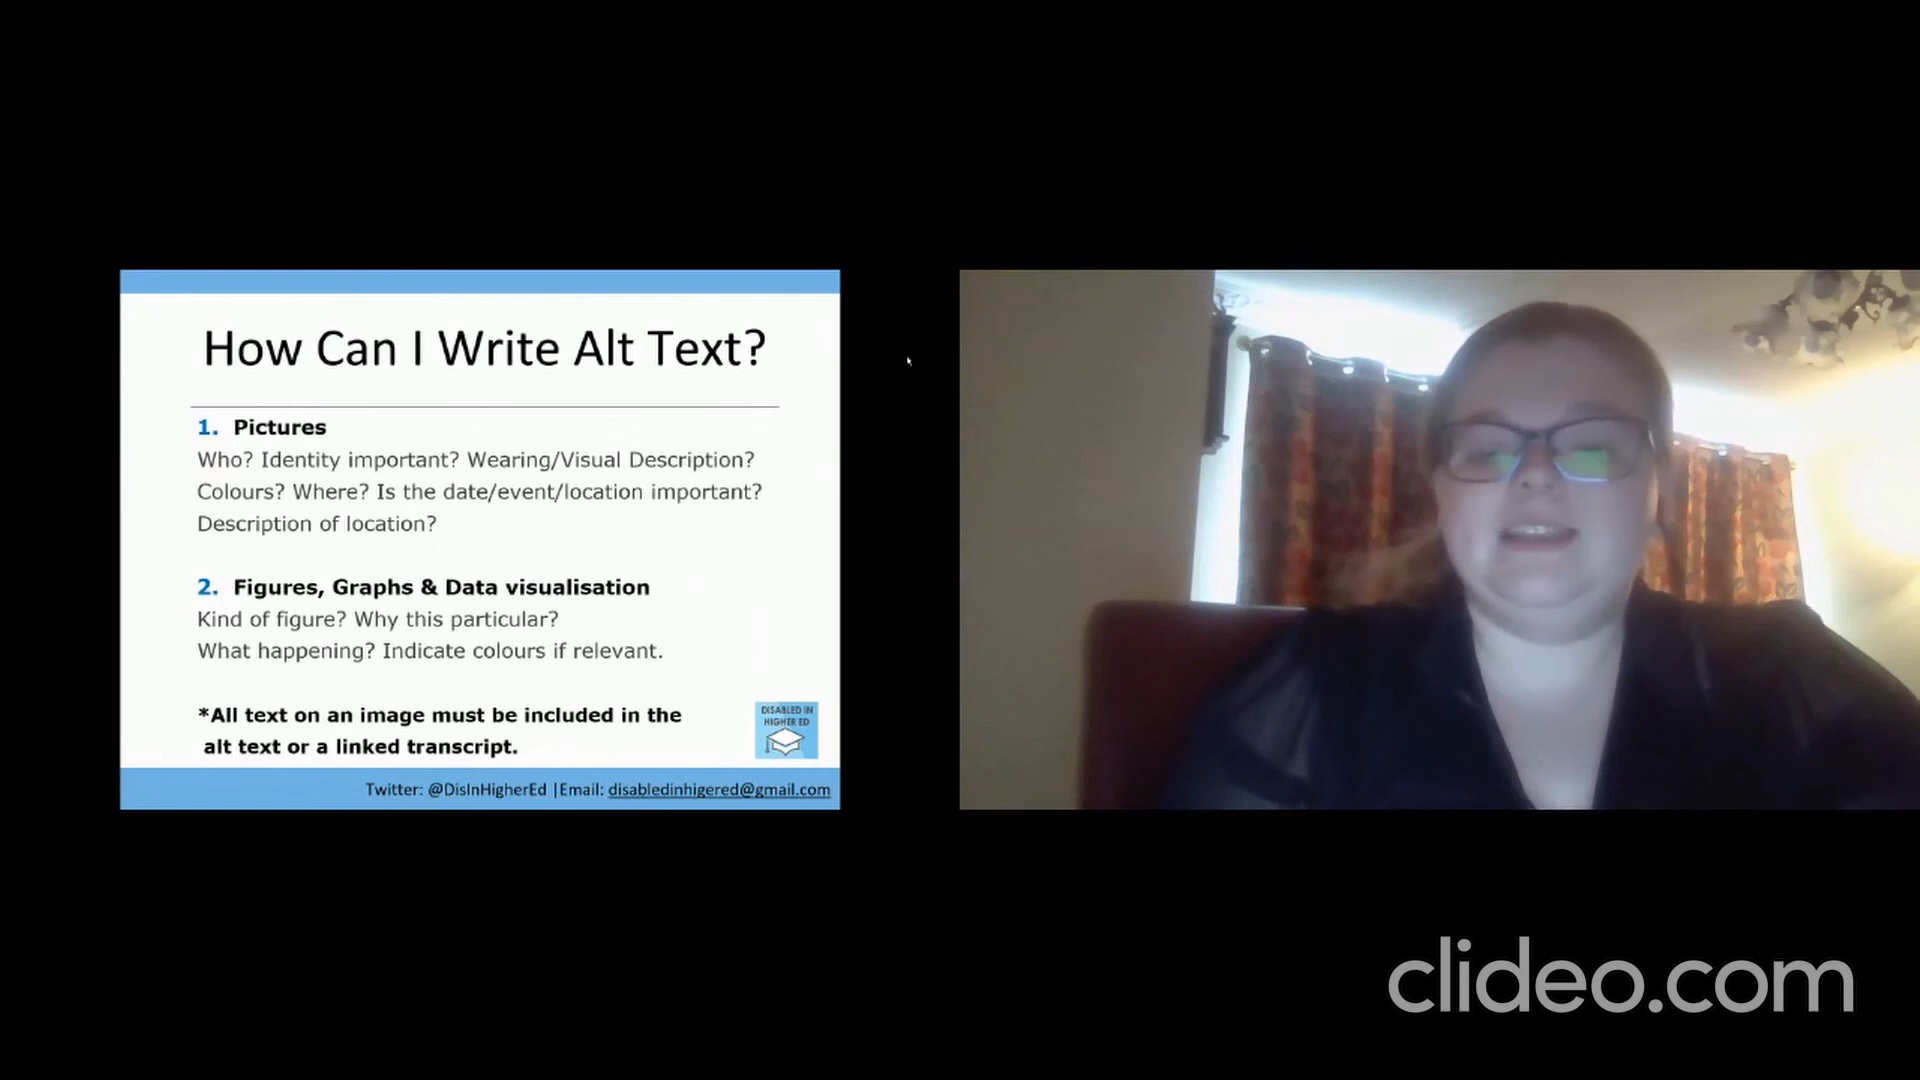 How Can I Write Alt Text?
1. Pictures
Who? Identity important? Wearing/Visual Description?
Colours? Where? Is the date/event/location important?
Description of location?
2. Figures, Graphs & Data visualisation
Kind of figure? Why this particular?
What happening? Indicate colours if relevant.
*All text on an image must be included in the
alt text or a linked transcript.
DISABLED IN
HIGHER ED
Twitter: @DisInHigherEd |Email: disabledinhigered@gmail.com
clideo.com